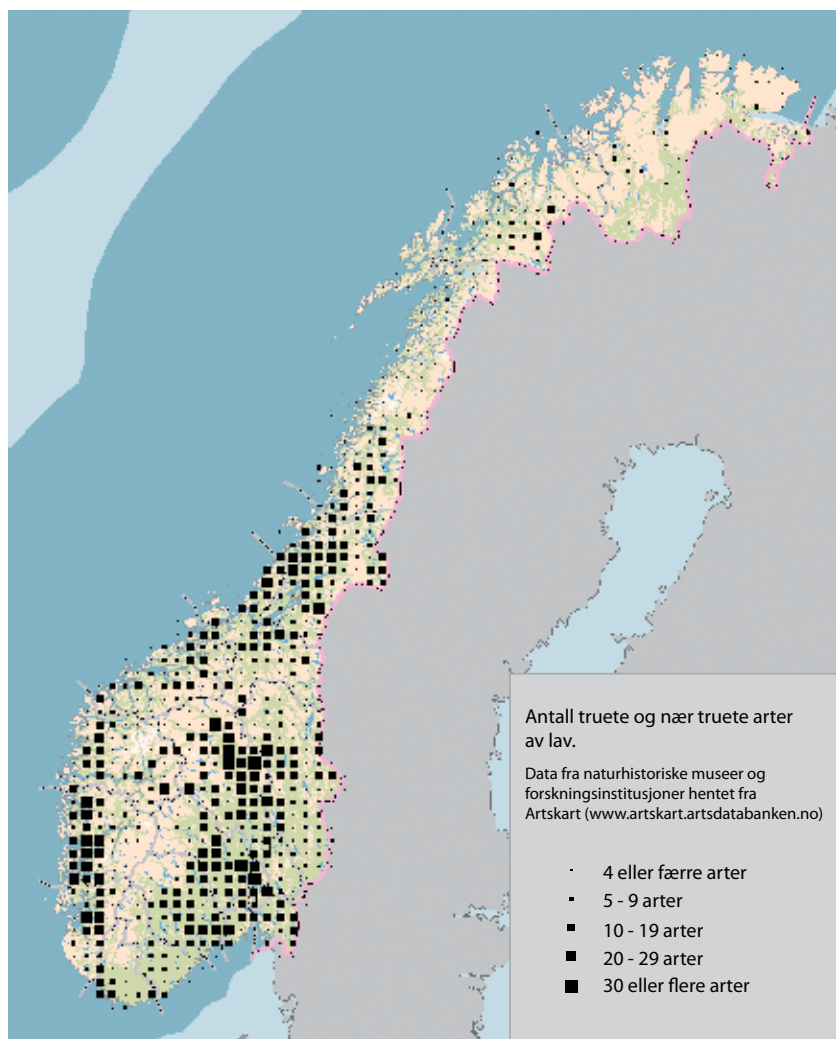 Antall truete og nær truete arter
av lav.
Data fra naturhistoriske museer og
forskningsinstitusjoner hentet fra
Artskart (www.artskart.artsdatabanken.no)
4 eller færre arter
5 - 9 arter
10 - 19 arter
20 - 29 arter
30 eller flere arter